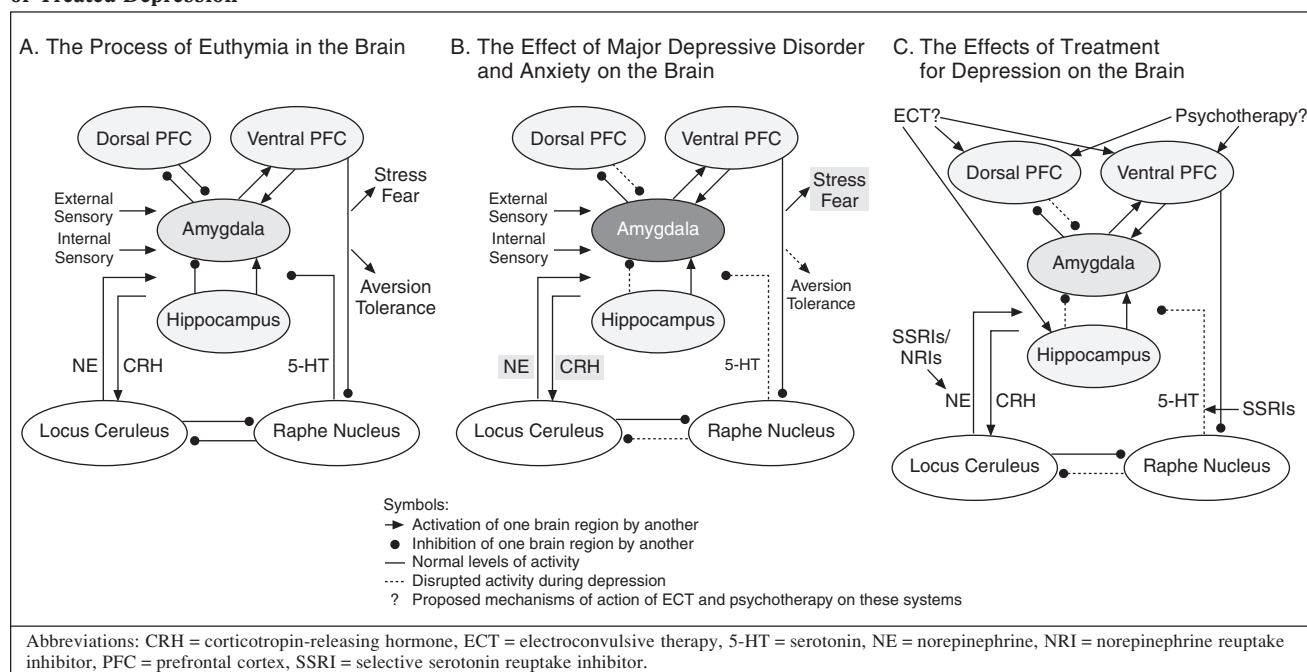 of Treated Depression
A. The Process of Euthymia in the Brain
Dorsal PFC
Ventral PFC
External
Sensory
Internal
Sensory
Amygdala
Stress
Fear
Aversion
Tolerance
Hippocampus
NE
CRH
5-HT
Locus Ceruleus
Raphe Nucleus
B. The Effect of Major Depressive Disorder
and Anxiety on the Brain
Dorsal PFC
Ventral PFC
External
Sensory
Internal
Sensory
Amygdala
Stress
Fear
Aversion
Tolerance
Hippocampus
NE
CRH
5-HT
Locus Ceruleus
Raphe Nucleus
C. The Effects of Treatment
for Depression on the Brain
ECT?
Psychotherapy?
Dorsal PFC
Ventral PFC
Amygdala
Hippocampus
SSRIs/
NRIs
NE
CRH
5-HT
SSRIs
Locus Ceruleus
Raphe Nucleus
Symbols:
Activation of one brain region by another
Inhibition of one brain region by another
Normal levels of activity
Disrupted activity during depression
? Proposed mechanisms of action of ECT and psychotherapy on these systems
Abbreviations: CRH = corticotropin-releasing hormone, ECT = electroconvulsive therapy, 5-HT = serotonin, NE = norepinephrine, NRI = norepinephrine reuptake
inhibitor, PFC = prefrontal cortex, SSRI = selective serotonin reuptake inhibitor.